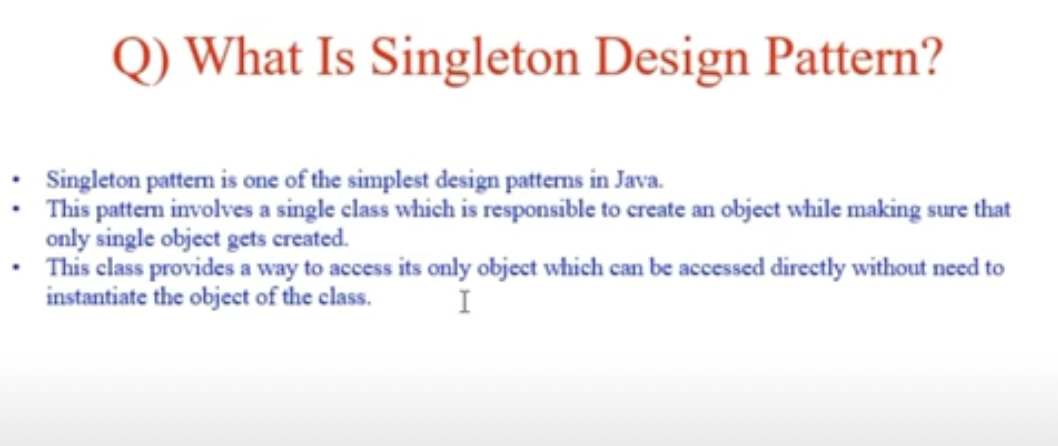 Q) What Is Singleton Design Pattern?
• Singleton pattern is one of the simplest design patterns in Java.
• This pattern involves a single class which is responsible to create an object while making sure that
only single object gets created.
• This class provides a way to access its only object which can be accessed directly without need to
instantiate the object of the class.